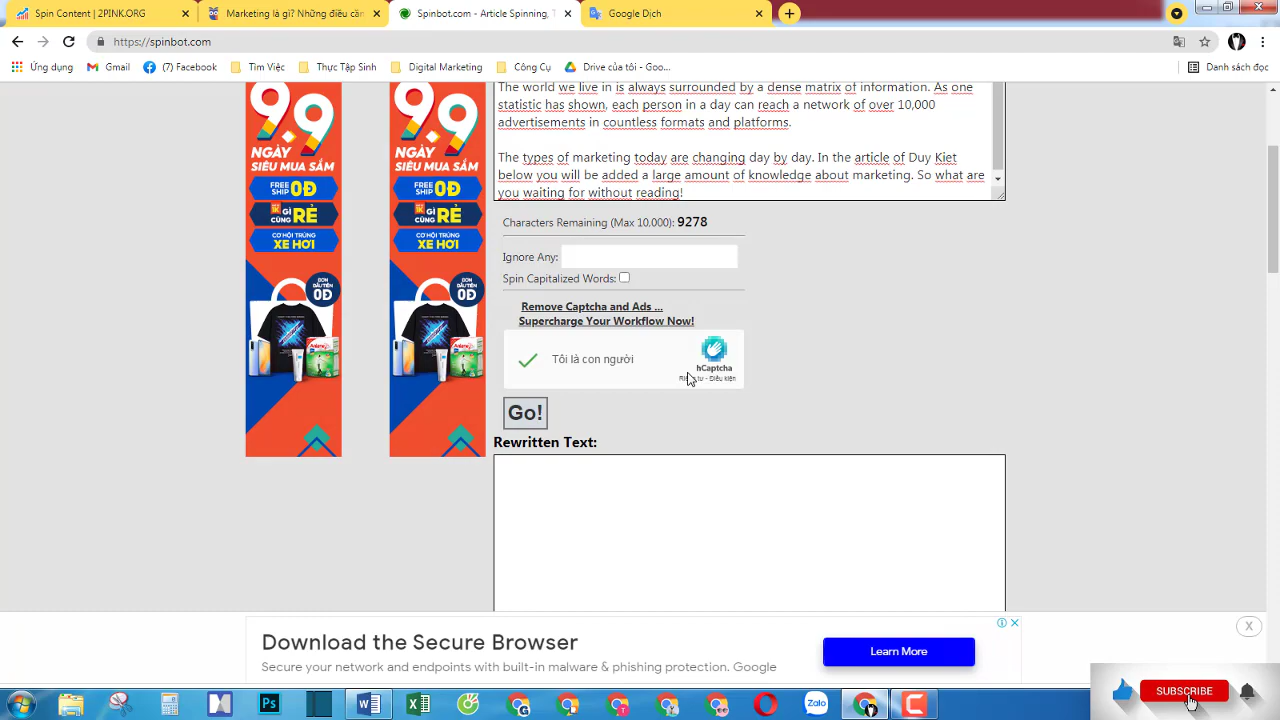 Spin Content | 2PINK.ORG
Marketing là gì? Những điều cần
Spinbot.com - Article Spinning, T
Google Dịch
https://spinbot.com
Ứng dụng
Gmail
(7) Facebook
Tìm Việc
Thực Tập Sinh
Digital Marketing
Công Cụ
Drive của tôi - Goo...
Danh sách đọc
The world we live in is always surrounded by a dense matrix of information. As one
statistic has shown, each person in a day can reach a network of over 10,000
advertisements in countless formats and platforms.
The types of marketing today are changing day by day. In the article of Duy Kies
below you will be added a large amount of knowledge about marketing. So what are
you waiting for without reading!
9.9
NGÀY
SIÊU MUA SẮM
FREE SHIP 0Đ
GÌ CŨNG RẺ
CƠ HỘI TRÚNG
XE HƠI
ĐƠN
ĐẦU TIÊN
0Đ
9.9
NGÀY
SIÊU MUA SẮM
FREE SHIP 0Đ
GÌ CŨNG RẺ
CƠ HỘI TRÚNG
XE HƠI
ĐƠN
ĐẦU TIÊN
0Đ
Characters Remaining (Max 10,000): 9278
Ignore Any:
Spin Capitalized Words:
Remove Captcha and Ads ...
Supercharge Your Workflow Now!
Tôi là con người
hCaptcha
- Điều kiện
Go!
Rewritten Text:
Download the Secure Browser
Secure your network and endpoints with built-in malware & phishing protection. Google
Learn More
X
Ps
Zalo
SUBSCRIBE